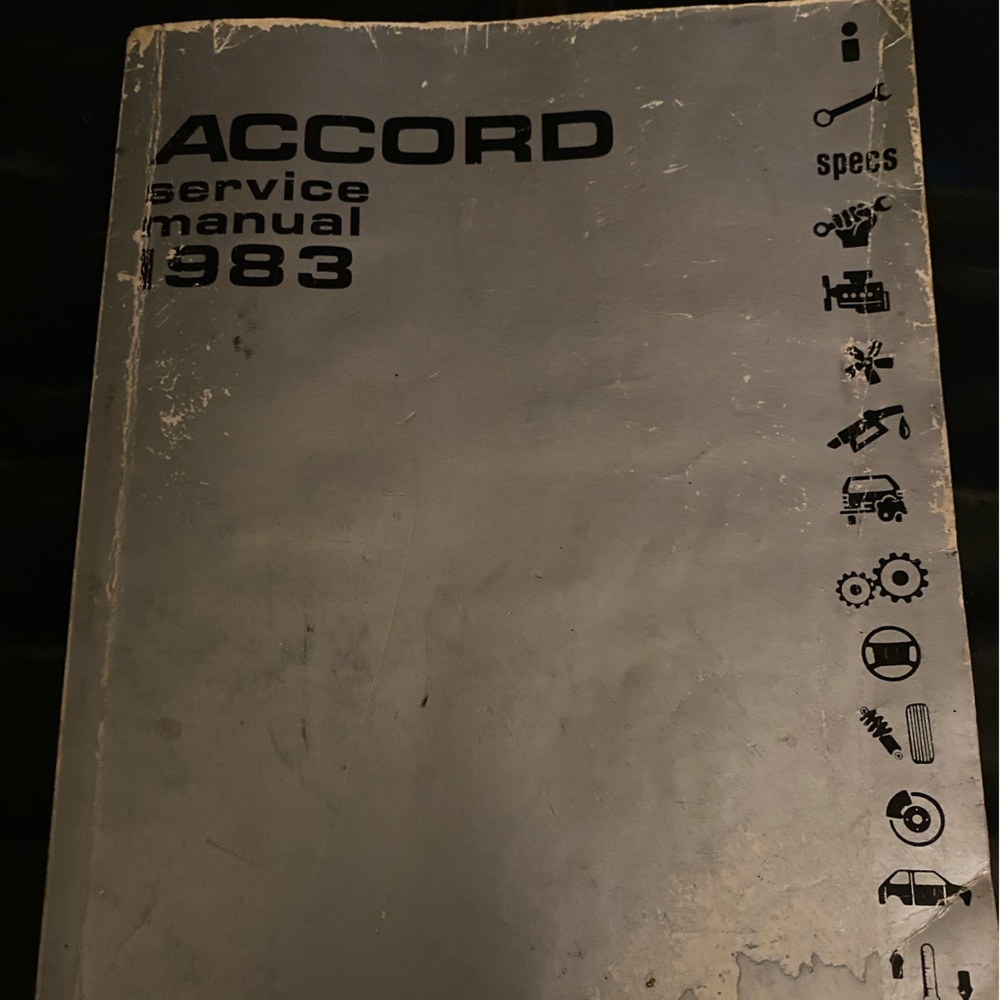 ACCORD
service
manual
1983
specs